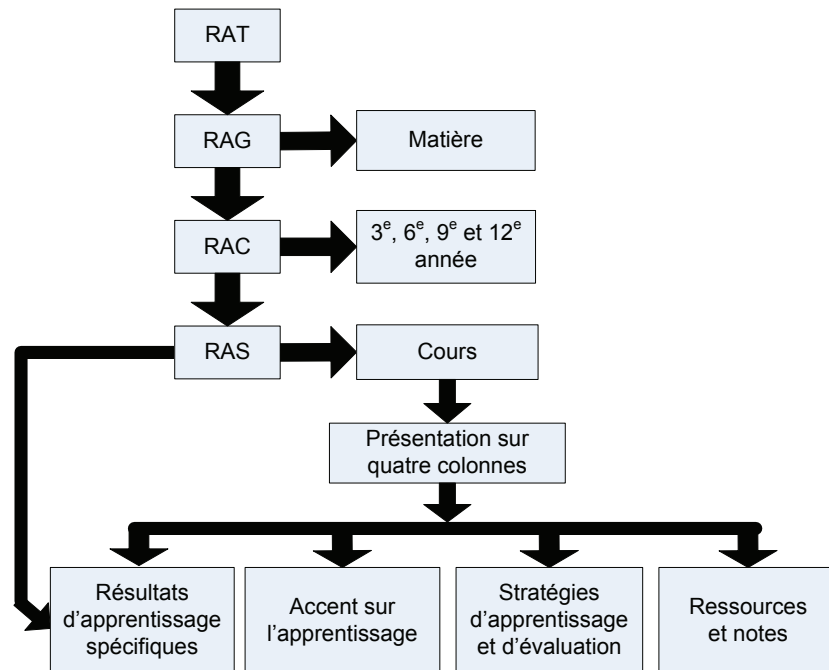 RAT
RAG
Matière
RAC
3e, 6e, 9e et 12e
année
RAS
Cours
Présentation sur
quatre colonnes
Résultats
d'apprentissage
spécifiques
Accent sur
l'apprentissage
Stratégies
d'apprentissage
et d'évaluation
Ressources
et notes